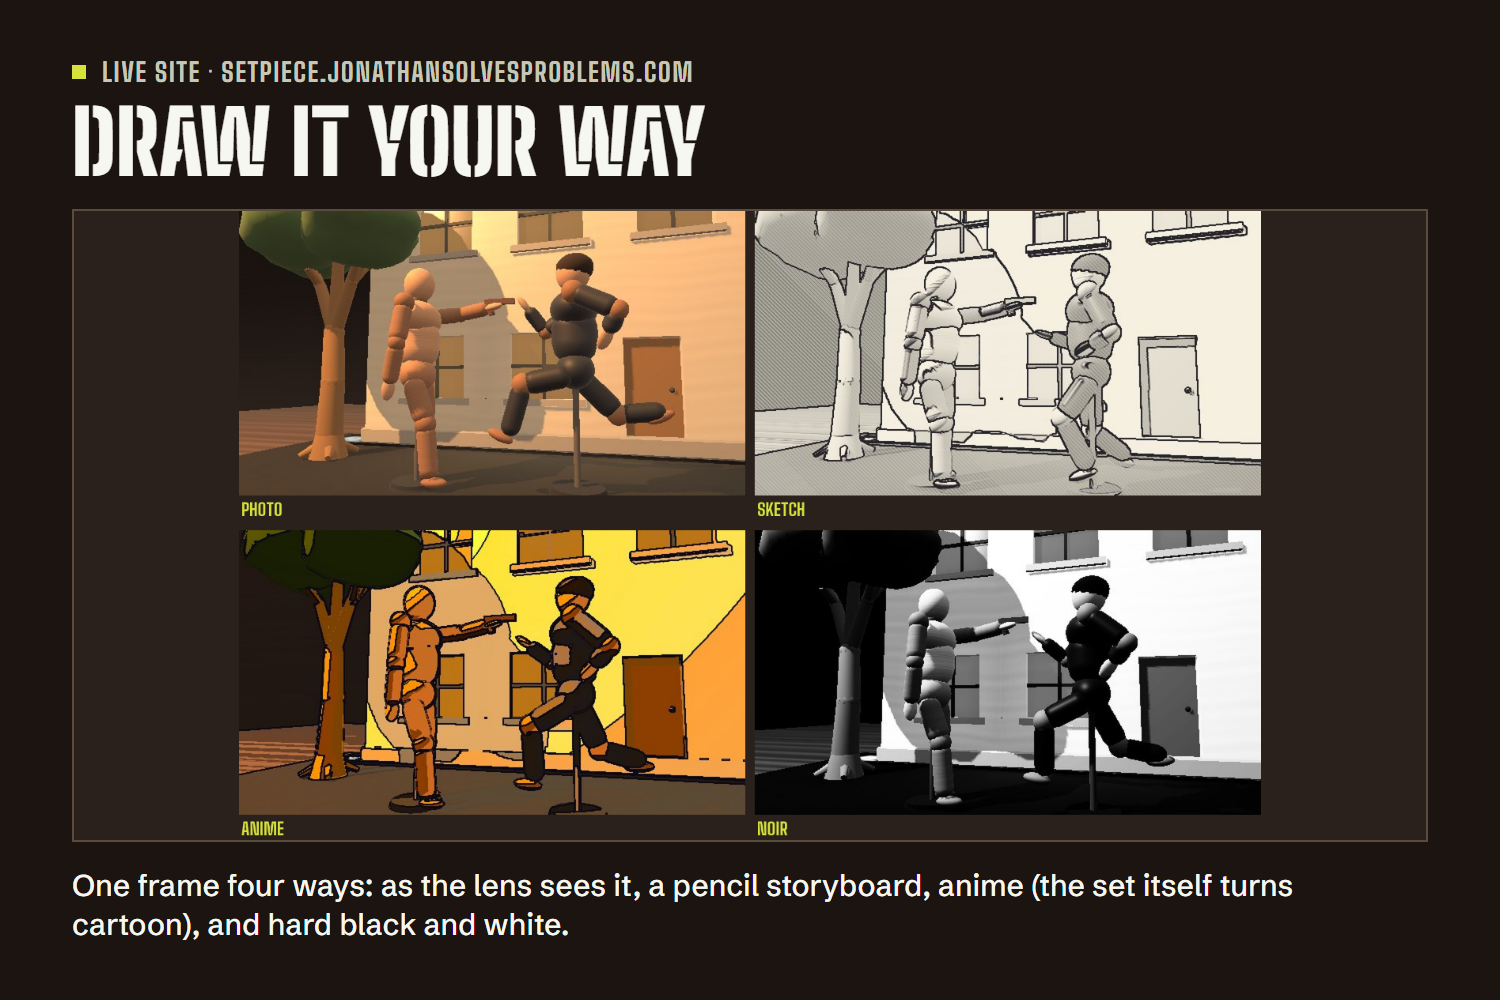 LIVE SITE · SETPIECE.JONATHANSOLVESPROBLEMS.COM
DRAW IT YOUR WAY
PHOTO
SKETCH
ANIME
NOIR
One frame four ways: as the lens sees it, a pencil storyboard, anime (the set itself turns
cartoon), and hard black and white.